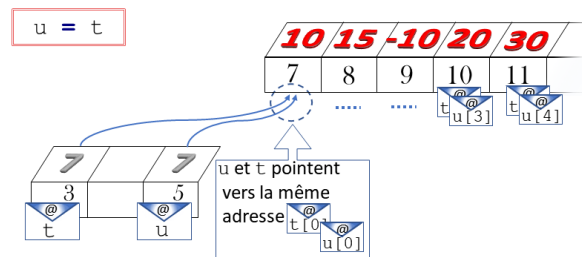 u = t
10 15 -10 20 30
7 8 9 10 11
@ @ @ @
t u[3] t u[4]
7 7
3 5
@ @
t u
u et t pointent
vers la même
adresse
@
t[0]
@
u[0]